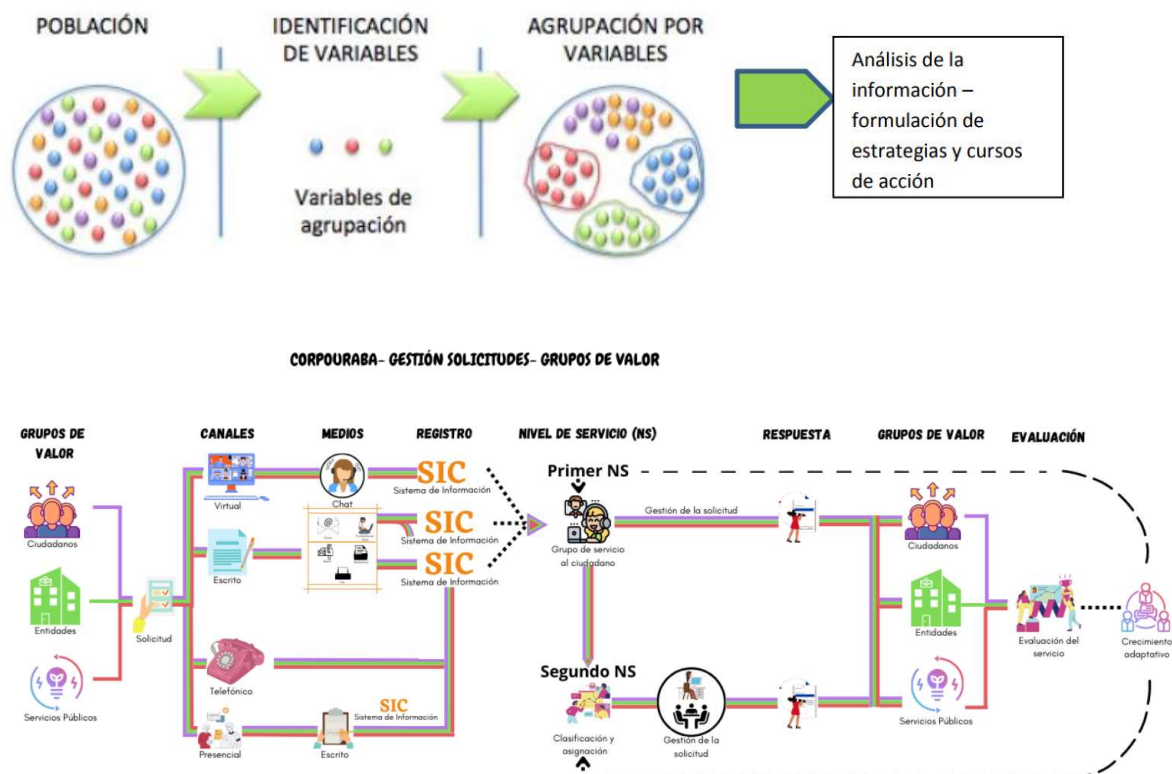 POBLACIÓN
IDENTIFICACIÓN
DE VARIABLES
Variables de
agrupación
AGRUPACIÓN POR
VARIABLES
Análisis de la
información –
formulación de
estrategias y cursos
de acción
CORPOURABA- GESTIÓN SOLICITUDES- GRUPOS DE VALOR
GRUPOS DE
VALOR
CANALES
MEDIOS
REGISTRO
NIVEL DE SERVICIO (NS)
RESPUESTA
GRUPOS DE VALOR
EVALUACIÓN
Ciudadanos
Entidades
Servicios Públicos
Solicitud
Virtual
Escrito
Telefónico
Presencial
Chat
Escrito
SIC
Sistema de Información
SIC
Sistema de Información
SIC
Sistema de Información
SIC
Sistema de Información
Primer NS
Grupo de servicio
al ciudadano
Gestión de la solicitud
Segundo NS
Clasificación y
asignación
Gestión de la
solicitud
Ciudadanos
Entidades
Servicios Públicos
Evaluación del
servicio
Crecimiento
adaptativo